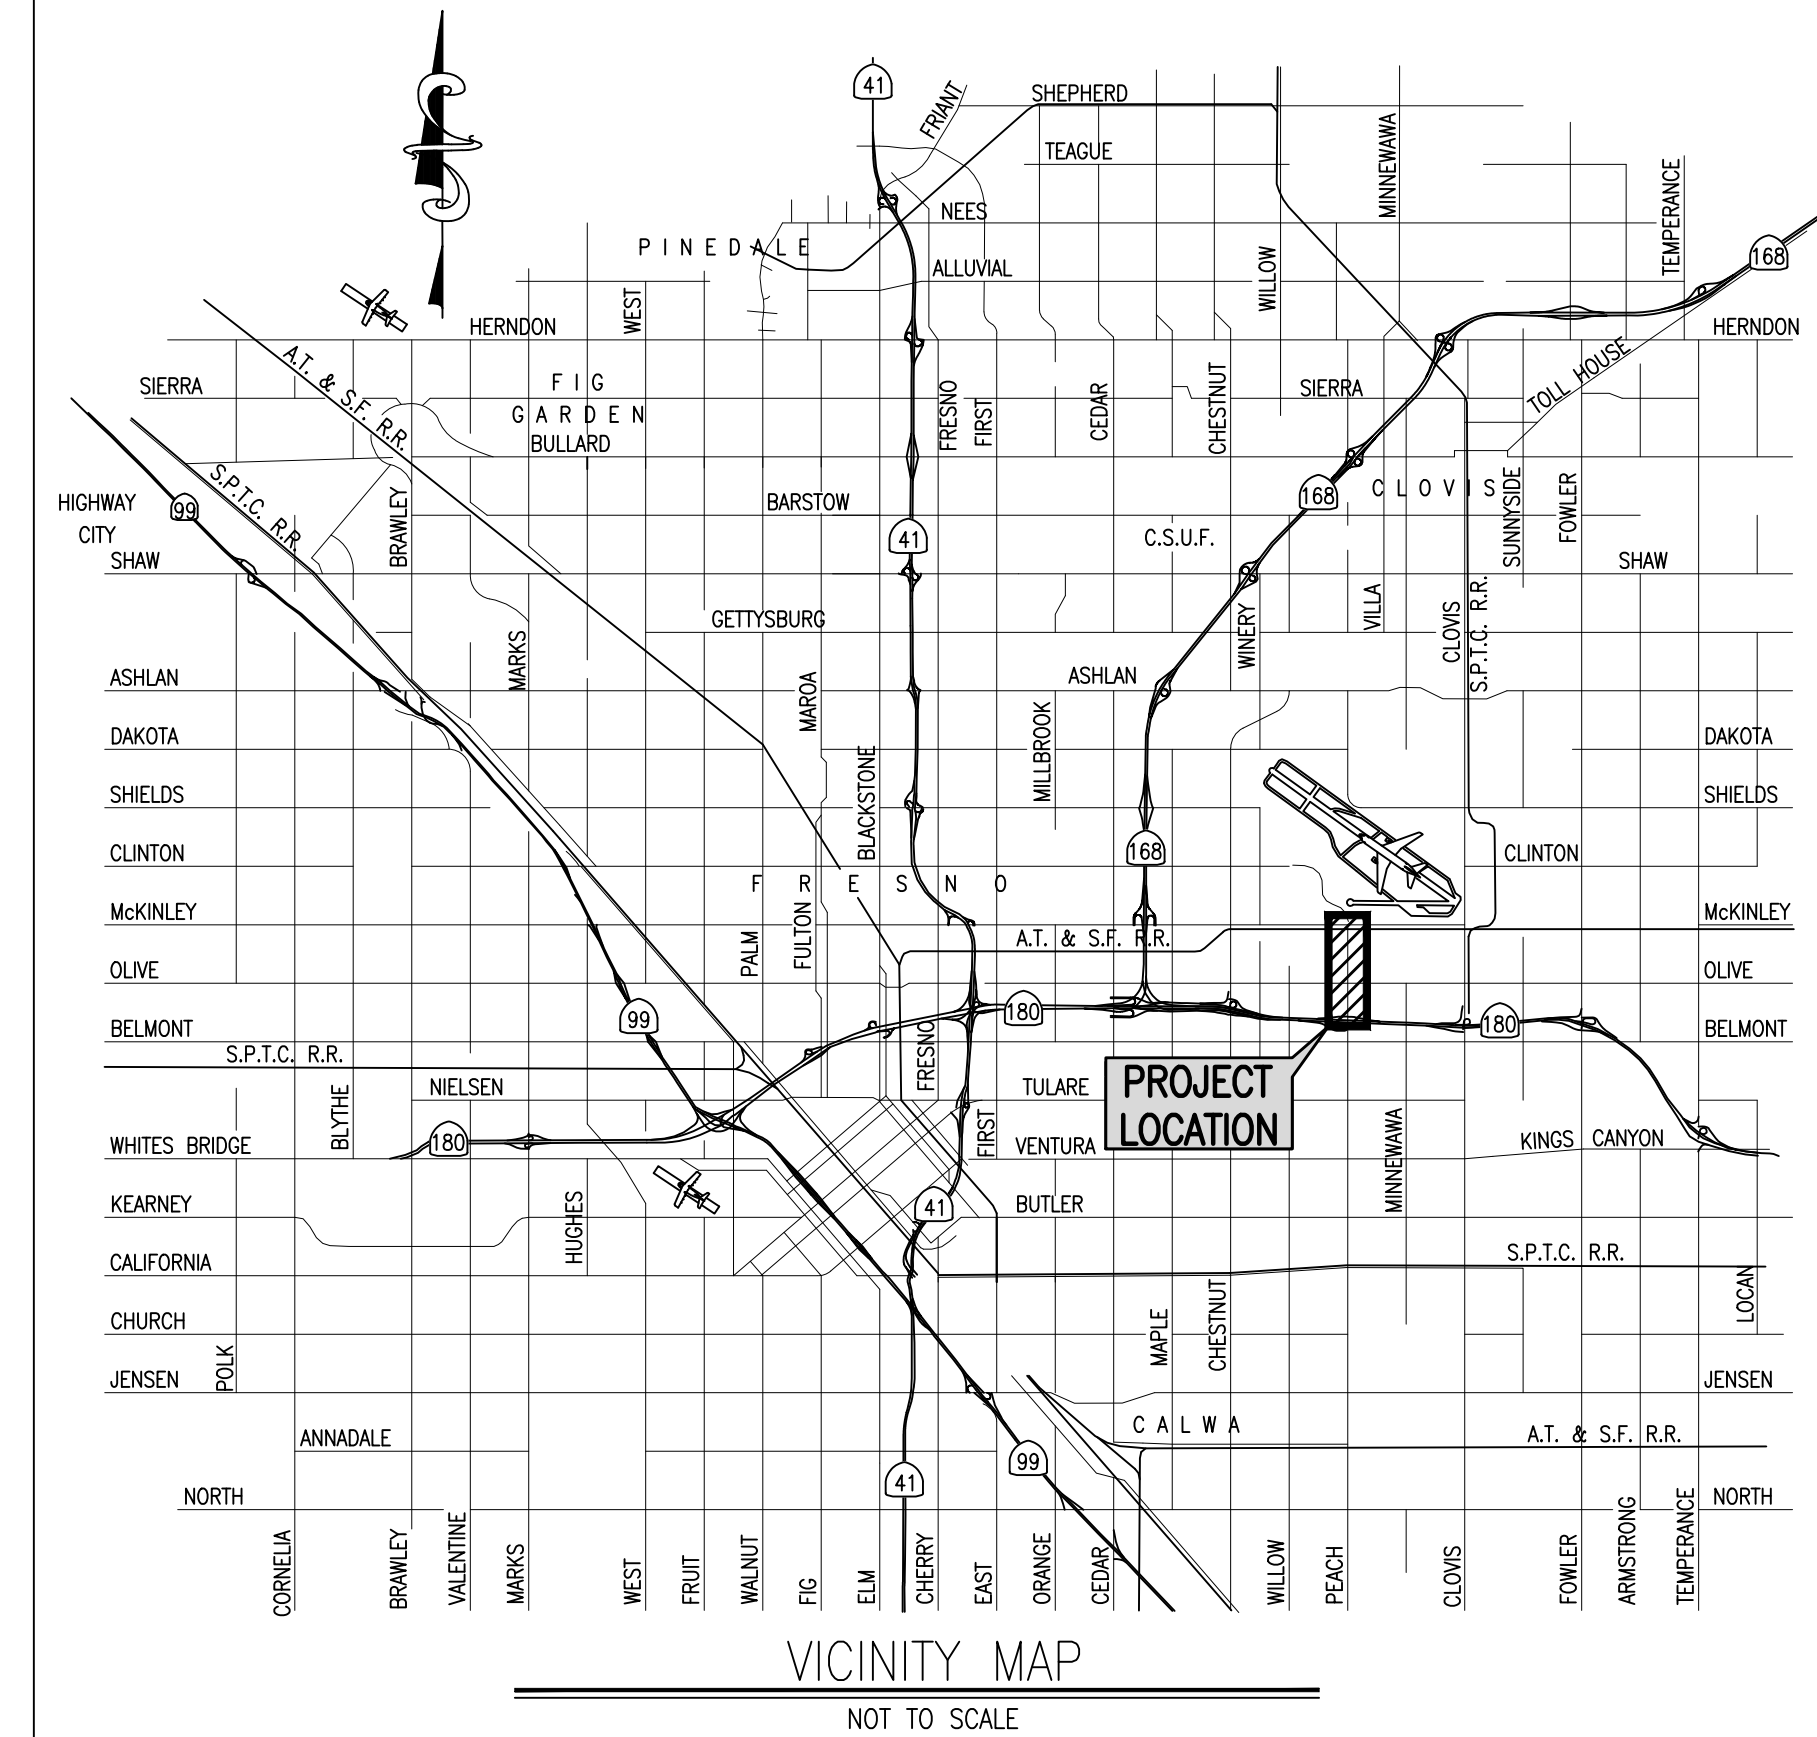 41
FRIANT
SHEPHERD
TEAGUE
MINNEWAWA
TEMPERANCE
NEES
PINEDALE
ALLUVIAL
WILLOW
168
WEST
HERNDON
HERNDON
A.T. & S.F. R.R.
SIERRA
FIG
GARDEN
BULLARD
FRESNO
FIRST
CEDAR
CHESTNUT
SIERRA
TOLL HOUSE
S.P.T.C. R.R.
HIGHWAY
CITY
99
BRAWLEY
BARSTOW
168
CLOVIS
SUNNYSIDE
FOWLER
41
C.S.U.F.
SHAW
SHAW
GETTYSBURG
MARKS
WINERY
VILLA
CLOVIS
S.P.T.C. R.R.
ASHLAN
ASHLAN
MAROA
DAKOTA
BLACKSTONE
MILLBROOK
DAKOTA
SHIELDS
SHIELDS
CLINTON
168
CLINTON
FRESNO
McKINLEY
McKINLEY
PALM
FULTON
A.T. & S.F. R.R.
OLIVE
OLIVE
99
180
180
BELMONT
BELMONT
FRESNO
S.P.T.C. R.R.
NIELSEN
TULARE
PROJECT
LOCATION
BLYTHE
180
WHITES BRIDGE
FIRST
VENTURA
MINNEWAWA
KINGS CANYON
KEARNEY
HUGHES
41
BUTLER
CALIFORNIA
S.P.T.C. R.R.
LOCAN
CHURCH
MAPLE
CHESTNUT
POLK
JENSEN
JENSEN
CALWA
ANNADALE
A.T. & S.F. R.R.
99
41
NORTH
NORTH
CORNELIA
BRAWLEY
VALENTINE
MARKS
WEST
FRUIT
WALNUT
FIG
ELM
CHERRY
EAST
ORANGE
CEDAR
WILLOW
PEACH
CLOVIS
FOWLER
ARMSTRONG
TEMPERANCE
VICINITY MAP
NOT TO SCALE